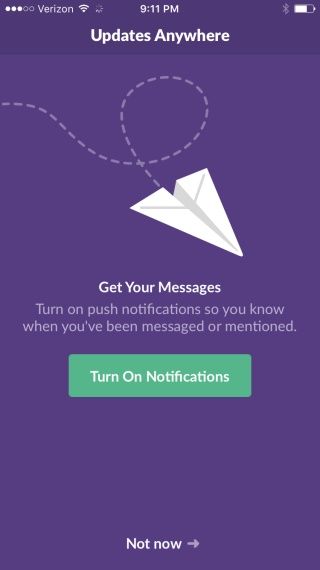 Verizon 9:11 PM
Updates Anywhere
Get Your Messages
Turn on push notifications so you know
when you've been messaged or mentioned.
Turn On Notifications
Not now ➔